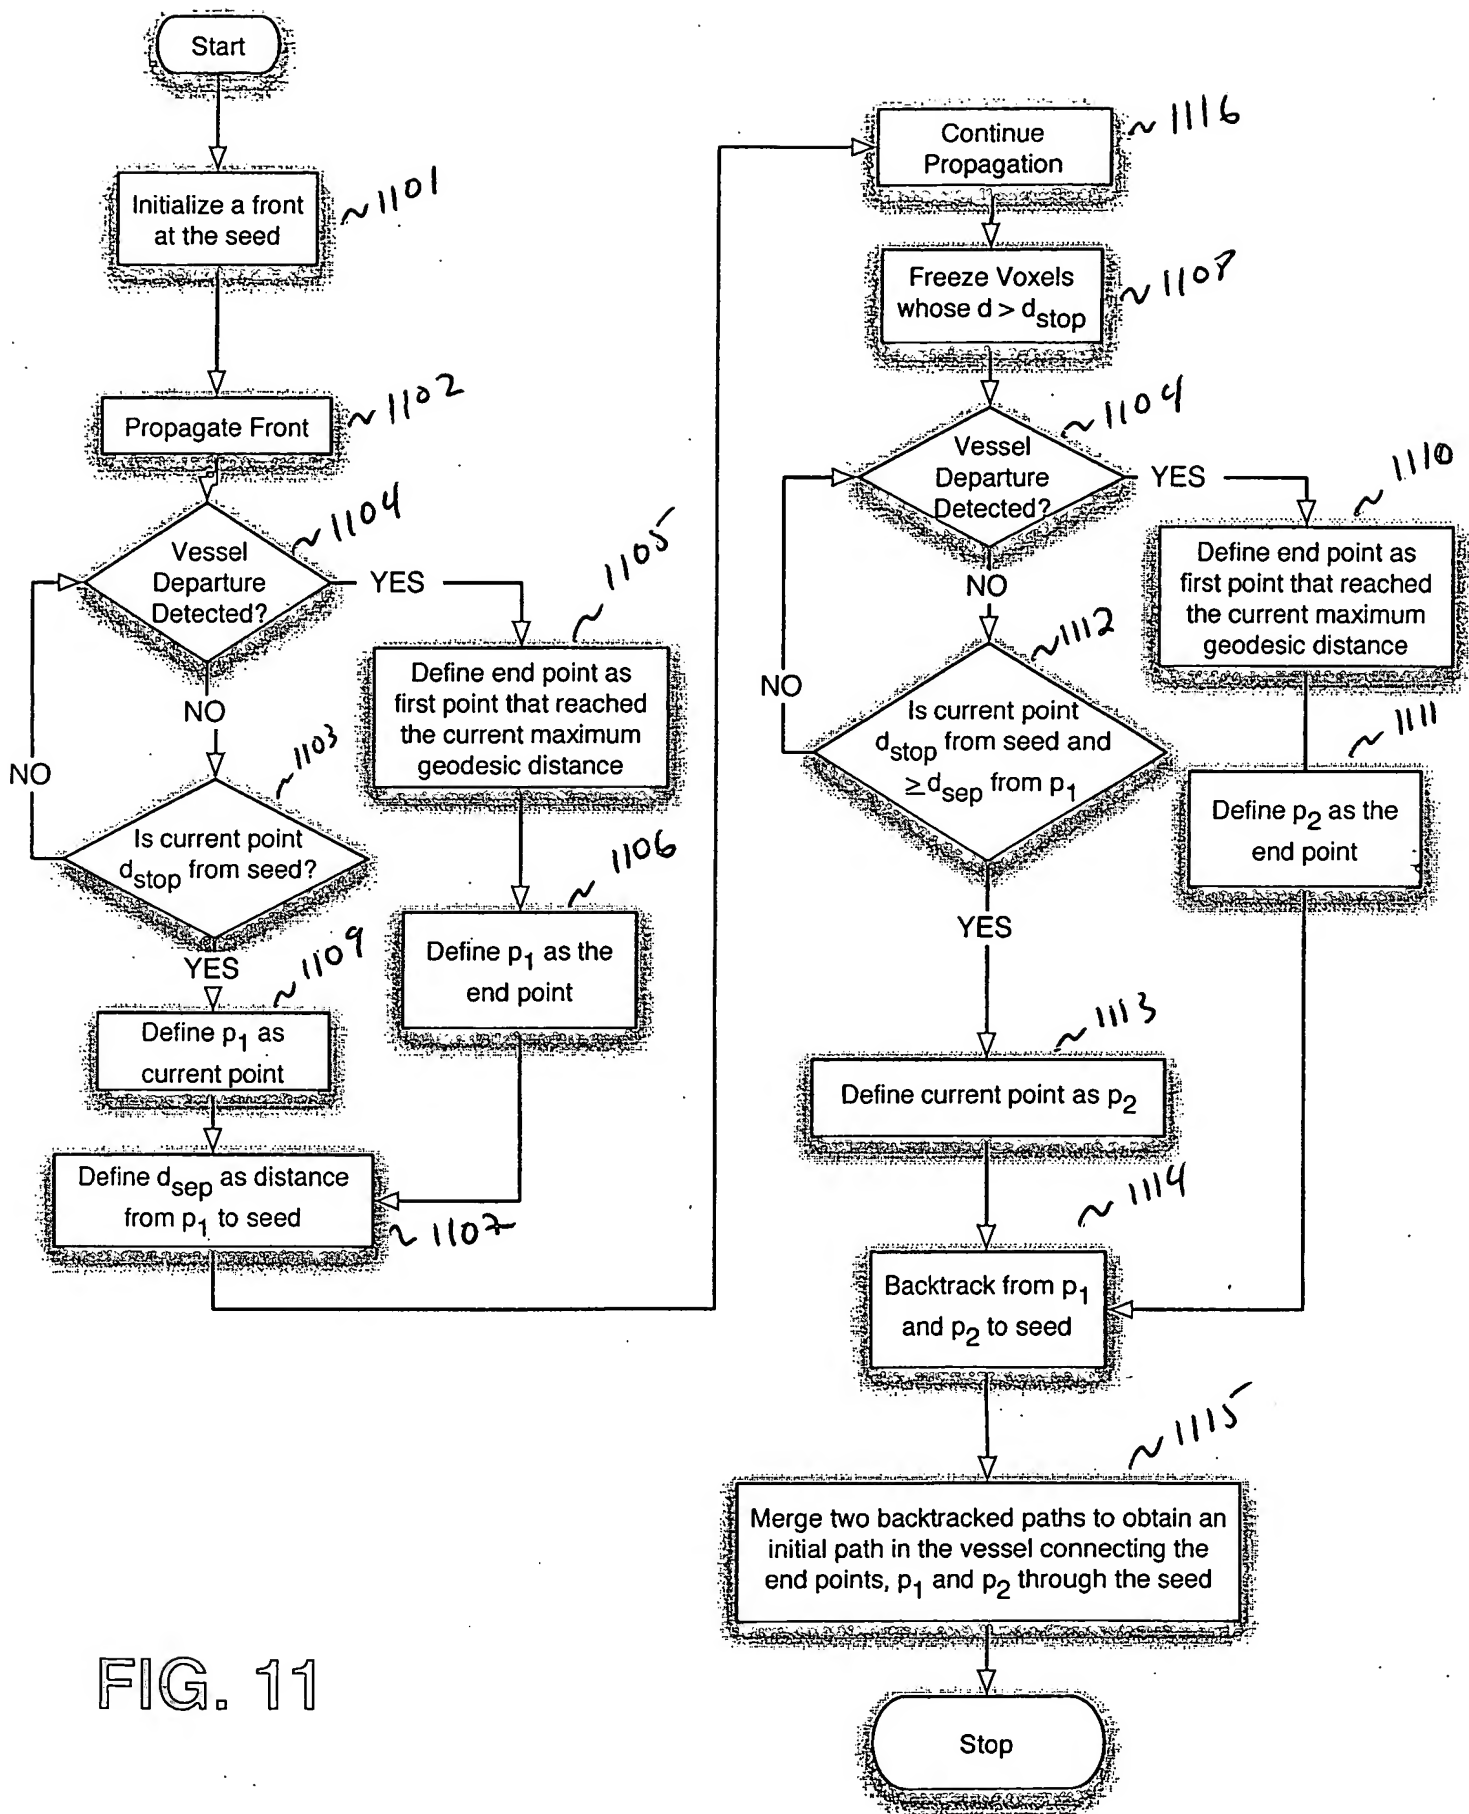 Start
Initialize a front
at the seed
~1101
Propagate Front
~1102
Vessel
Departure
Detected?
~1104
YES
NO
Define end point as
first point that reached
the current maximum
geodesic distance
~1105
Is current point
d_stop from seed?
~1103
NO
YES
Define p₁ as the
end point
~1106
Define p₁ as
current point
~1109
Define d_sep as distance
from p₁ to seed
~1107
Continue
Propagation
~1116
Freeze Voxels
whose d > d_stop
~1108
Vessel
Departure
Detected?
~1104
YES
NO
Define end point as
first point that reached
the current maximum
geodesic distance
~1110
Is current point
d_stop from seed and
≥d_sep from p₁
~1112
NO
YES
Define p₂ as the
end point
~1111
Define current point as p₂
~1113
Backtrack from p₁
and p₂ to seed
~1114
Merge two backtracked paths to obtain an
initial path in the vessel connecting the
end points, p₁ and p₂ through the seed
~1115
Stop
FIG. 11